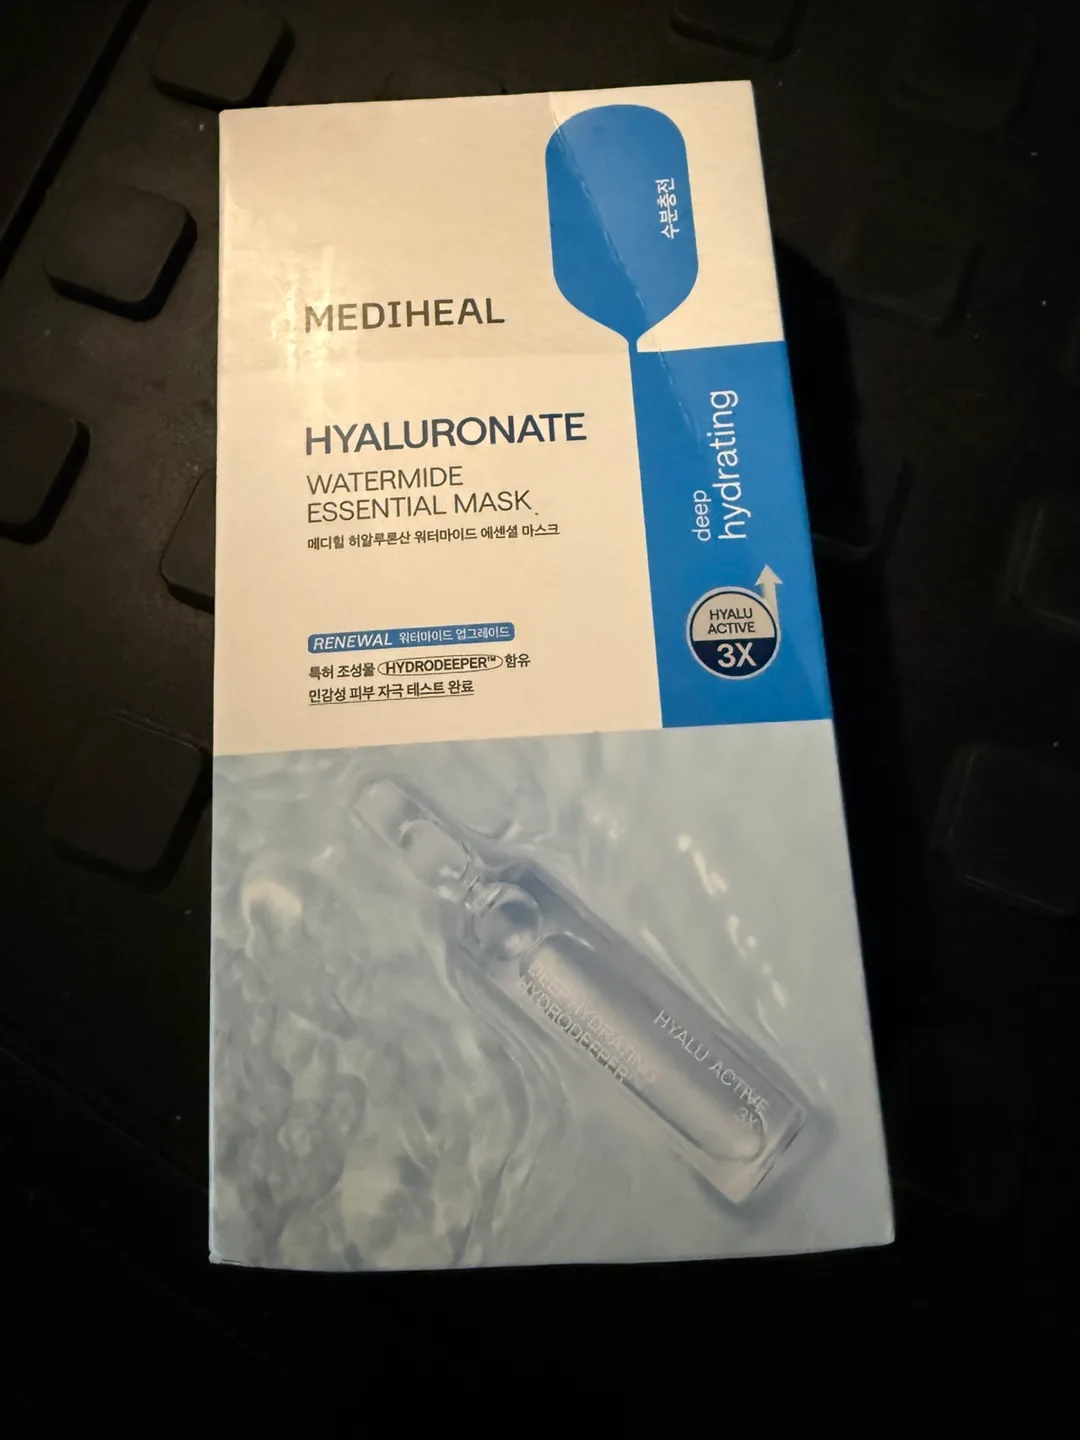 수분충전
MEDIHEAL
HYALURONATE
WATERMIDE
ESSENTIAL MASK.
메디힐 히알루론산 워터마이드 에센셜 마스크
deep
hydrating
HYALU
ACTIVE
3X
RENEWAL 워터마이드 업그레이드
특허 조성물 HYDRODEEPER™ 함유
민감성 피부 자극 테스트 완료
Deep HYDRATING
HYDRODEEPER™
HYALU ACTIVE
3X